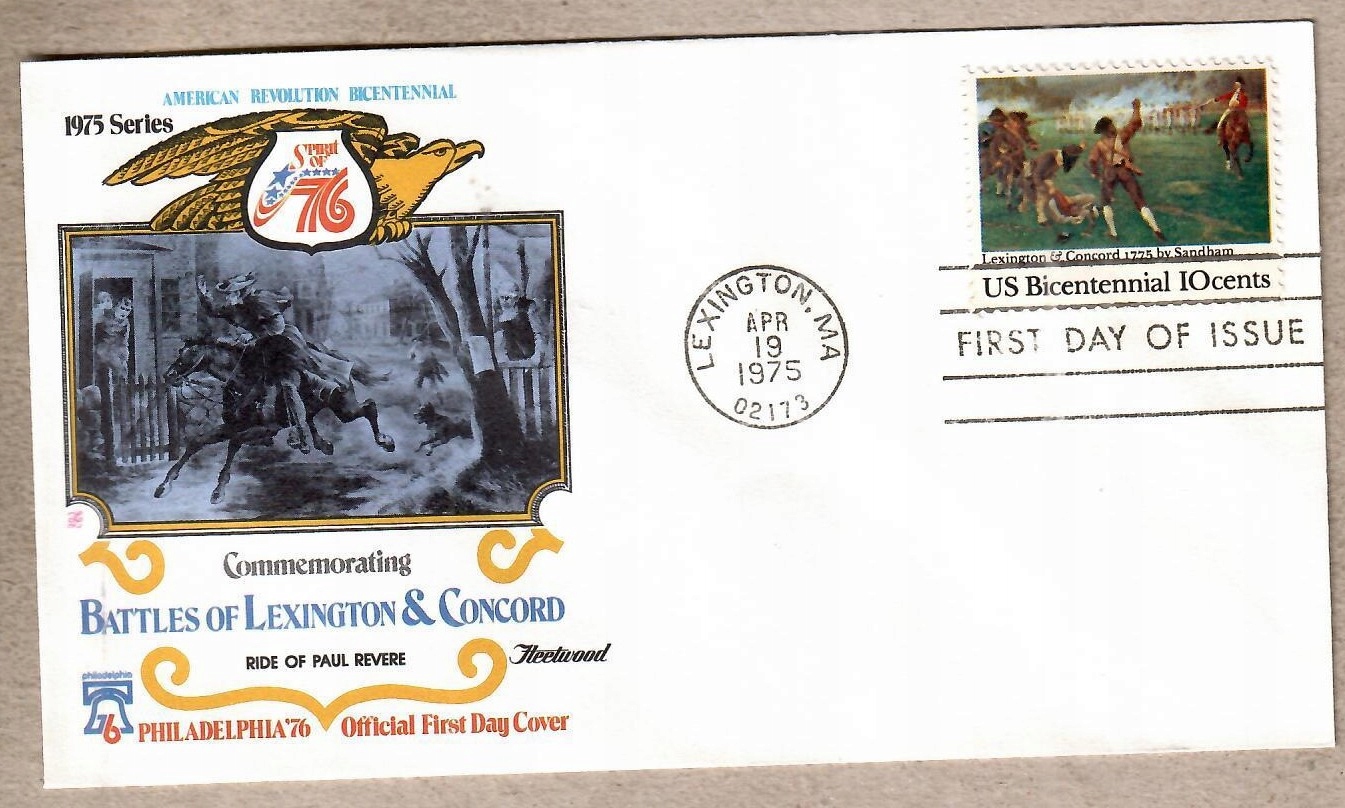 AMERICAN REVOLUTION BICENTENNIAL
1975 Series
SPIRIT
OF
76
Commemorating
BATTLES OF LEXINGTON & CONCORD
RIDE OF PAUL REVERE
Fleetwood
philadelphia
76
PHILADELPHIA '76 Official First Day Cover
LEXINGTON, MA
APR
19
1975
02173
Lexington & Concord 1775 by Sandham
US Bicentennial IOcents
FIRST DAY OF ISSUE